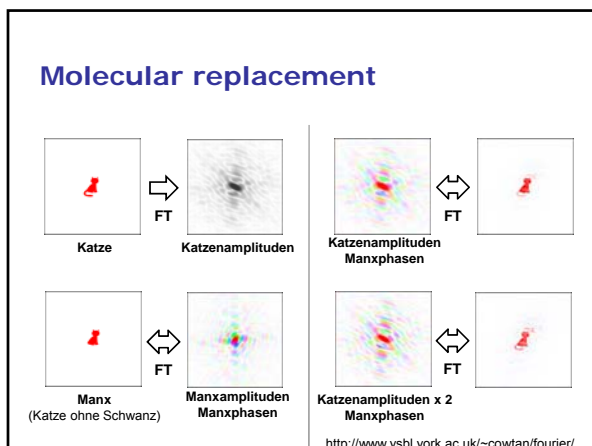 Molecular replacement
FT
Katze
Katzenamplituden
FT
Manx
(Katze ohne Schwanz)
Manxamplituden
Manxphasen
FT
Katzenamplituden
Manxphasen
FT
Katzenamplituden x 2
Manxphasen
http://www.ysbl.york.ac.uk/~cowtan/fourier/